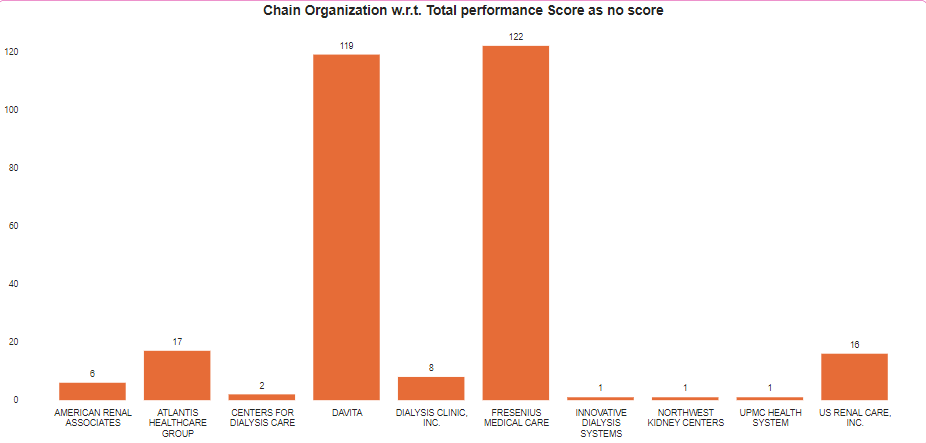 Chain Organization w.r.t. Total performance Score as no score
120
100
80
60
40
20
0
6
17
2
119
8
122
1
1
1
16
AMERICAN RENAL
ASSOCIATES
ATLANTIS
HEALTHCARE
GROUP
CENTERS FOR
DIALYSIS CARE
DAVITA
DIALYSIS CLINIC,
INC.
FRESENIUS
MEDICAL CARE
INNOVATIVE
DIALYSIS
SYSTEMS
NORTHWEST
KIDNEY CENTERS
UPMC HEALTH
SYSTEM
US RENAL CARE,
INC.